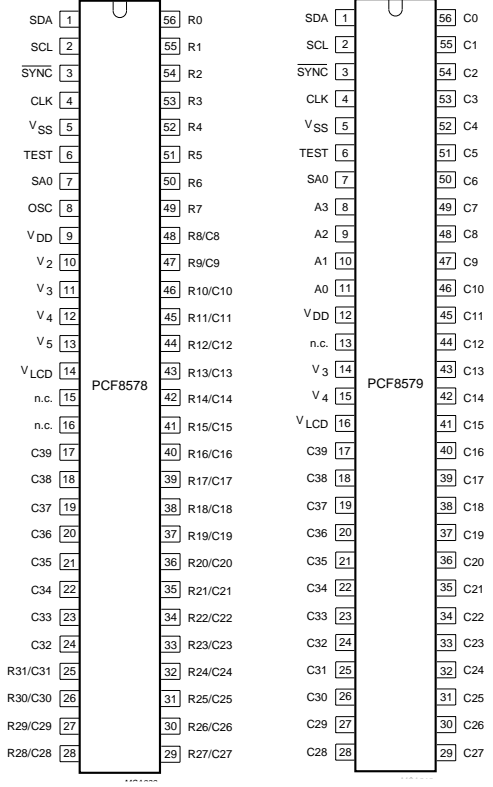 SDA 1 56 R0
SCL 2 55 R1
SYNC 3 54 R2
CLK 4 53 R3
VSS 5 52 R4
TEST 6 51 R5
SA0 7 50 R6
OSC 8 49 R7
VDD 9 48 R8/C8
V2 10 47 R9/C9
V3 11 46 R10/C10
V4 12 45 R11/C11
V5 13 44 R12/C12
VLCD 14 43 R13/C13
PCF8578
n.c. 15 42 R14/C14
n.c. 16 41 R15/C15
C39 17 40 R16/C16
C38 18 39 R17/C17
C37 19 38 R18/C18
C36 20 37 R19/C19
C35 21 36 R20/C20
C34 22 35 R21/C21
C33 23 34 R22/C22
C32 24 33 R23/C23
R31/C31 25 32 R24/C24
R30/C30 26 31 R25/C25
R29/C29 27 30 R26/C26
R28/C28 28 29 R27/C27
SDA 1 56 C0
SCL 2 55 C1
SYNC 3 54 C2
CLK 4 53 C3
VSS 5 52 C4
TEST 6 51 C5
SA0 7 50 C6
A3 8 49 C7
A2 9 48 C8
A1 10 47 C9
A0 11 46 C10
VDD 12 45 C11
n.c. 13 44 C12
V3 14 43 C13
PCF8579
V4 15 42 C14
VLCD 16 41 C15
C39 17 40 C16
C38 18 39 C17
C37 19 38 C18
C36 20 37 C19
C35 21 36 C20
C34 22 35 C21
C33 23 34 C22
C32 24 33 C23
C31 25 32 C24
C30 26 31 C25
C29 27 30 C26
C28 28 29 C27